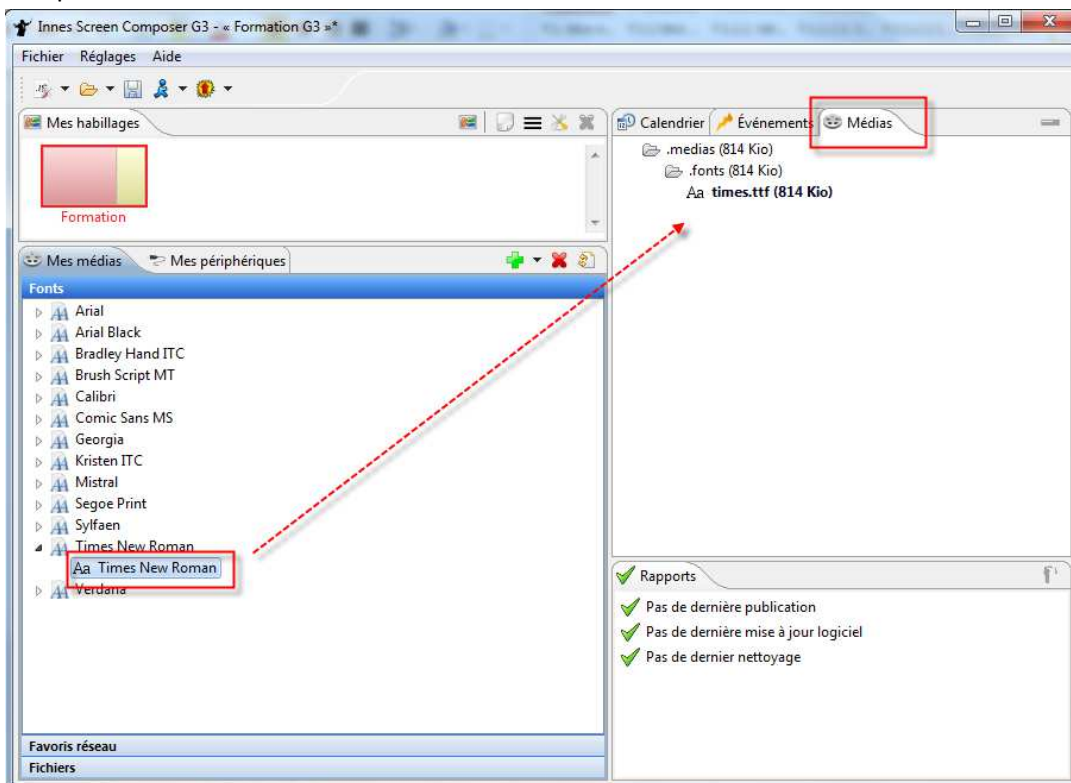 Innes Screen Composer G3 - « Formation G3 »*
Fichier Réglages Aide
Mes habillages
Formation
Mes médias Mes périphériques
Fonts
Arial
Arial Black
Bradley Hand ITC
Brush Script MT
Calibri
Comic Sans MS
Georgia
Kristen ITC
Mistral
Segoe Print
Sylfaen
Times New Roman
Aa Times New Roman
Verdana
Favoris réseau
Fichiers
Calendrier Événements Médias
.medias (814 Kio)
.fonts (814 Kio)
Aa times.ttf (814 Kio)
Rapports
Pas de dernière publication
Pas de dernière mise à jour logiciel
Pas de dernier nettoyage